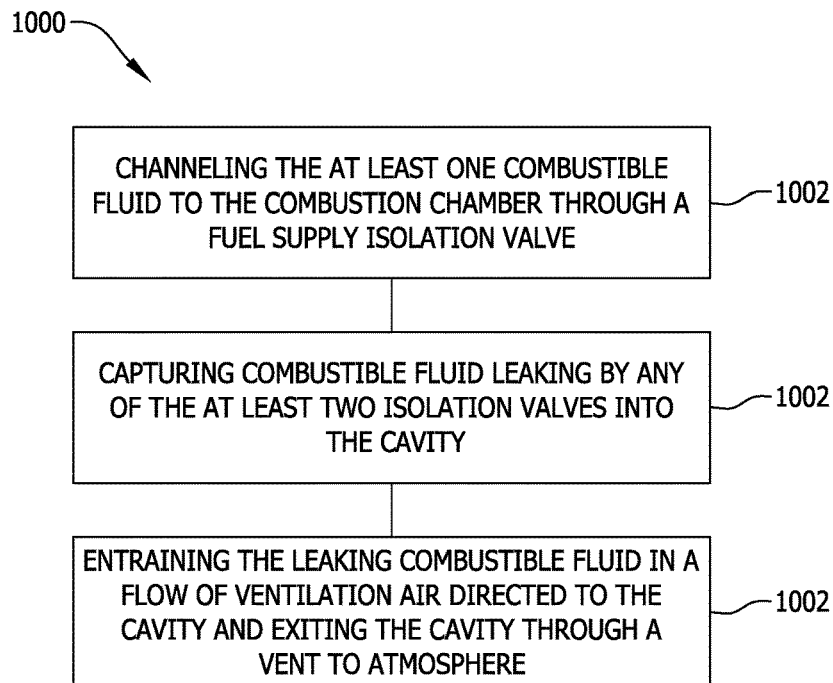 1000
CHANNELING THE AT LEAST ONE COMBUSTIBLE
FLUID TO THE COMBUSTION CHAMBER THROUGH A
FUEL SUPPLY ISOLATION VALVE
1002
CAPTURING COMBUSTIBLE FLUID LEAKING BY ANY
OF THE AT LEAST TWO ISOLATION VALVES INTO
THE CAVITY
1002
ENTRAINING THE LEAKING COMBUSTIBLE FLUID IN A
FLOW OF VENTILATION AIR DIRECTED TO THE
CAVITY AND EXITING THE CAVITY THROUGH A
VENT TO ATMOSPHERE
1002